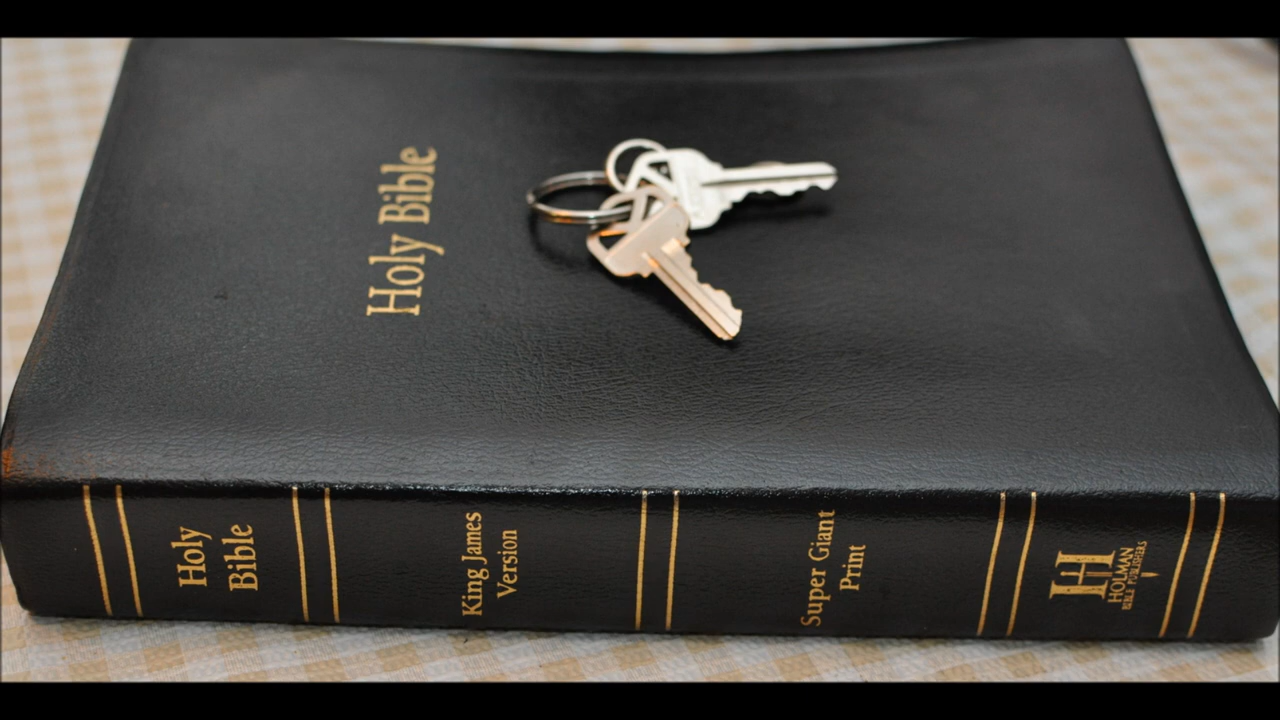 Holy Bible
Holy
Bible
King James
Version
Super Giant
Print
HOLMAN
BIBLE PUBLISHERS